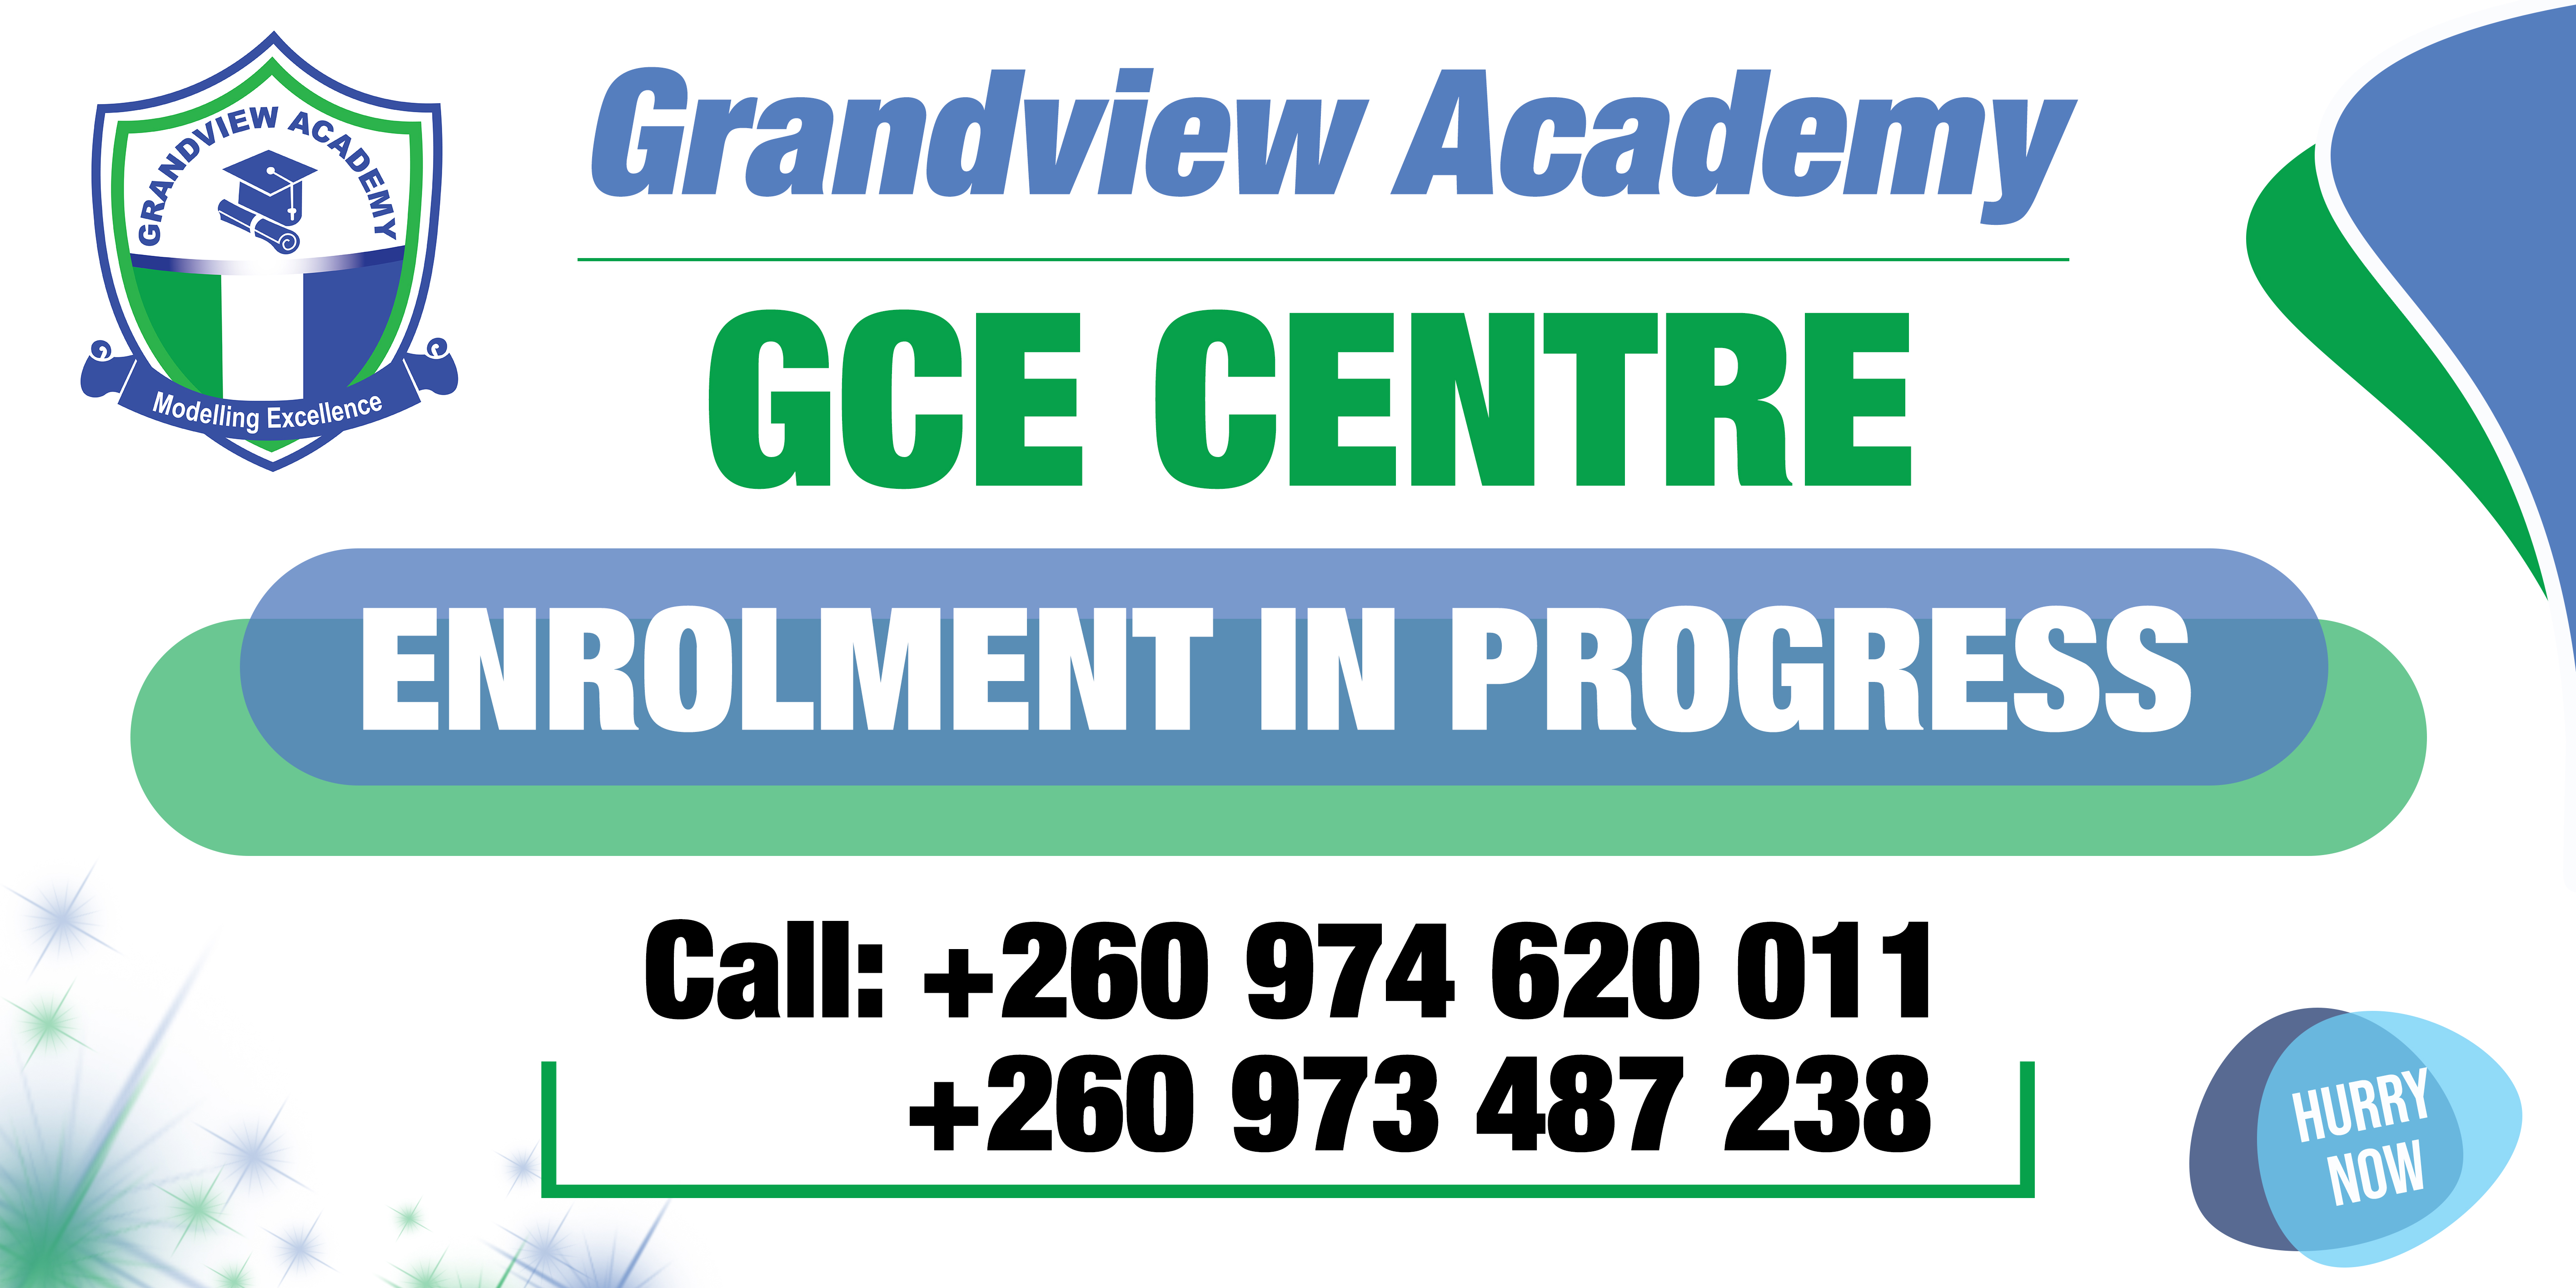 GRANDVIEW ACADEMY
Modelling Excellence
Grandview Academy
GCE CENTRE
ENROLMENT IN PROGRESS
Call: +260 974 620 011
+260 973 487 238
HURRY
NOW